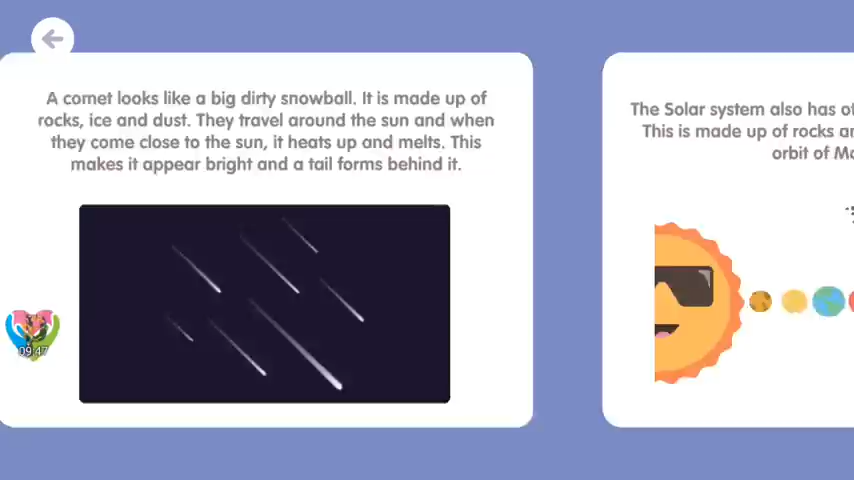 A comet looks like a big dirty snowball. It is made up of
rocks, ice and dust. They travel around the sun and when
they come close to the sun, it heats up and melts. This
makes it appear bright and a tail forms behind it.
09:47
The Solar system also has
This is made up of rocks
orbit of